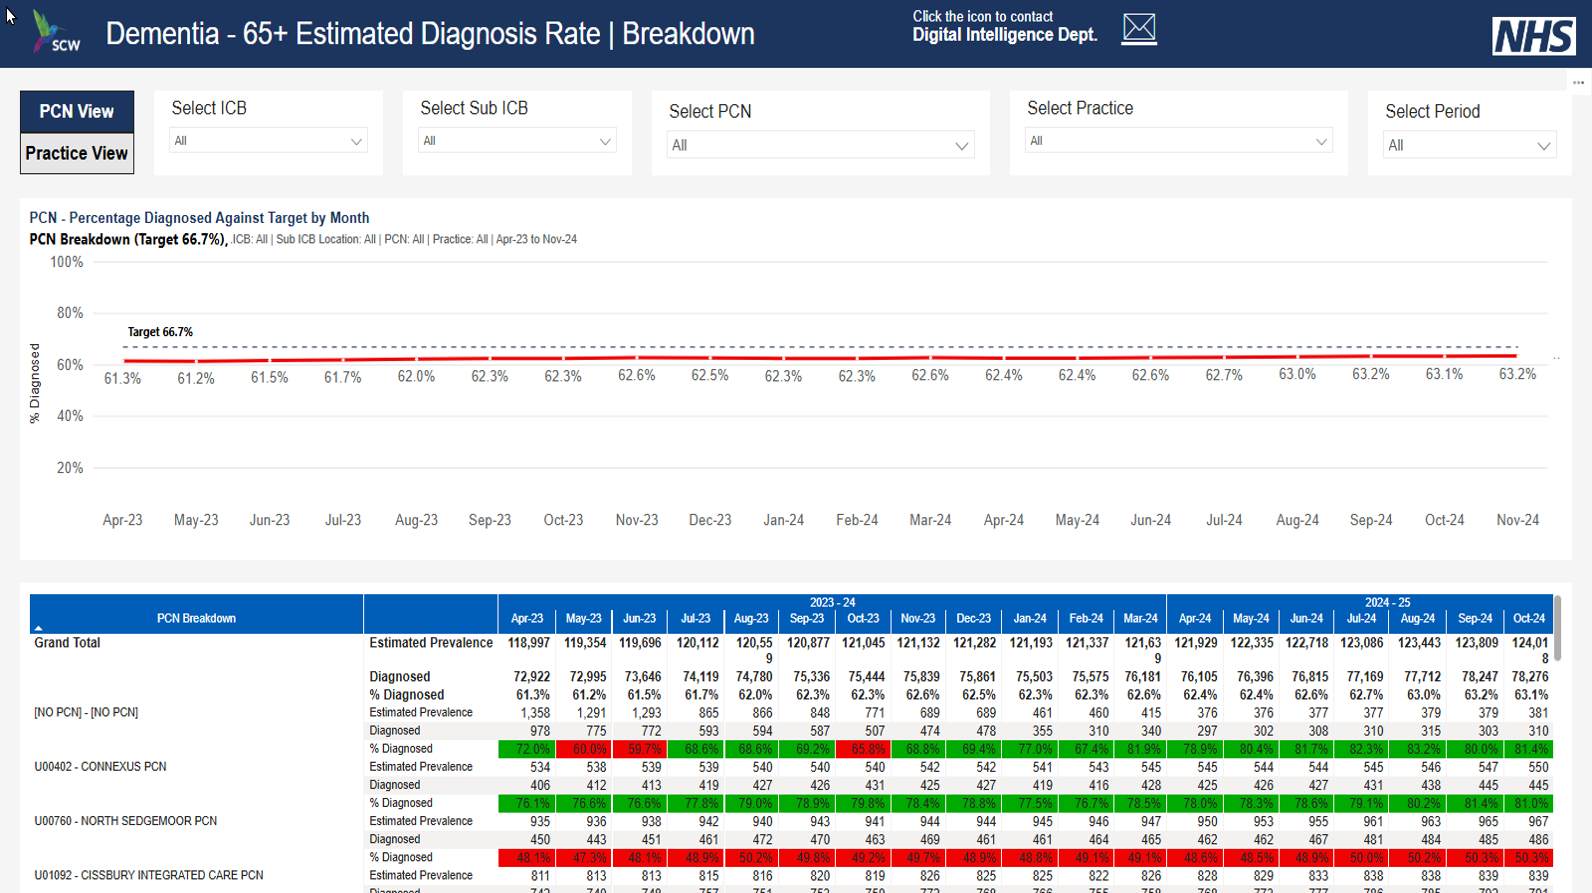 SCW
Dementia - 65+ Estimated Diagnosis Rate | Breakdown
Click the icon to contact
Digital Intelligence Dept.
NHS
PCN View
Practice View
Select ICB
All
Select Sub ICB
All
Select PCN
All
Select Practice
All
Select Period
All
PCN - Percentage Diagnosed Against Target by Month
PCN Breakdown (Target 66.7%), .ICB: All | Sub ICB Location: All | PCN: All | Practice: All | Apr-23 to Nov-24
100%
80%
60%
40%
20%
% Diagnosed
Target 66.7%
61.3% 61.2% 61.5% 61.7% 62.0% 62.3% 62.3% 62.6% 62.5% 62.3% 62.3% 62.6% 62.4% 62.4% 62.6% 62.7% 63.0% 63.2% 63.1% 63.2%
Apr-23 May-23 Jun-23 Jul-23 Aug-23 Sep-23 Oct-23 Nov-23 Dec-23 Jan-24 Feb-24 Mar-24 Apr-24 May-24 Jun-24 Jul-24 Aug-24 Sep-24 Oct-24 Nov-24
2023 - 24 2024 - 25
PCN Breakdown Apr-23 May-23 Jun-23 Jul-23 Aug-23 Sep-23 Oct-23 Nov-23 Dec-23 Jan-24 Feb-24 Mar-24 Apr-24 May-24 Jun-24 Jul-24 Aug-24 Sep-24 Oct-24
Grand Total Estimated Prevalence 118,997 119,354 119,696 120,112 120,559 120,877 121,045 121,132 121,282 121,193 121,337 121,639 121,929 122,335 122,718 123,086 123,443 123,809 124,018
Diagnosed 72,922 72,995 73,646 74,119 74,780 75,336 75,444 75,839 75,861 75,503 75,575 76,181 76,105 76,396 76,815 77,169 77,712 78,247 78,276
% Diagnosed 61.3% 61.2% 61.5% 61.7% 62.0% 62.3% 62.3% 62.6% 62.5% 62.3% 62.3% 62.6% 62.4% 62.4% 62.6% 62.7% 63.0% 63.2% 63.1%
[NO PCN] - [NO PCN] Estimated Prevalence 1,358 1,291 1,293 865 866 848 771 689 689 461 460 415 376 376 377 377 379 379 381
Diagnosed 978 775 772 593 594 587 507 474 478 355 310 340 297 302 308 310 315 303 310
% Diagnosed 72.0% 60.0% 59.7% 68.6% 68.6% 69.2% 65.8% 68.8% 69.4% 77.0% 67.4% 81.9% 78.9% 80.4% 81.7% 82.3% 83.2% 80.0% 81.4%
U00402 - CONNEXUS PCN Estimated Prevalence 534 538 539 539 540 540 540 542 542 541 543 545 545 544 544 545 546 547 550
Diagnosed 406 412 413 419 427 426 431 425 427 419 416 428 425 426 427 431 438 445 445
% Diagnosed 76.1% 76.6% 76.6% 77.8% 79.0% 78.9% 79.8% 78.4% 78.8% 77.5% 76.7% 78.5% 78.0% 78.3% 78.6% 79.1% 80.2% 81.4% 81.0%
U00760 - NORTH SEDGEMOOR PCN Estimated Prevalence 935 936 938 942 940 943 941 944 944 945 946 947 950 953 955 961 963 965 967
Diagnosed 450 443 451 461 472 470 463 469 461 461 464 465 462 462 467 481 484 485 486
% Diagnosed 48.1% 47.3% 48.1% 48.9% 50.2% 49.8% 49.2% 49.7% 48.9% 48.8% 49.1% 49.1% 48.6% 48.5% 48.9% 50.0% 50.2% 50.3% 50.3%
U01092 - CISSBURY INTEGRATED CARE PCN Estimated Prevalence 811 813 813 815 816 820 819 826 825 825 822 826 828 829 833 838 838 839 839
Diagnosed